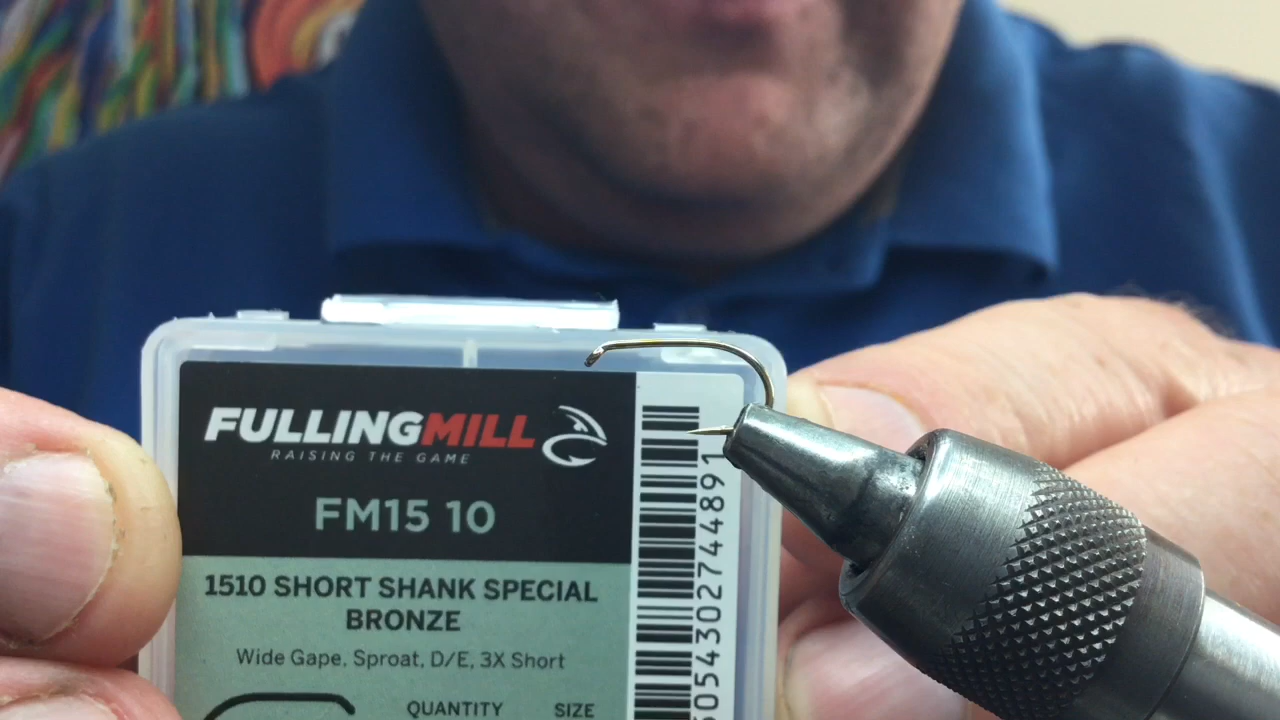 FULLINGMILL
RAISING THE GAME
FM15 10
1510 SHORT SHANK SPECIAL
BRONZE
Wide Gape, Sproat, D/E, 3X Short
QUANTITY SIZE
5054302744891